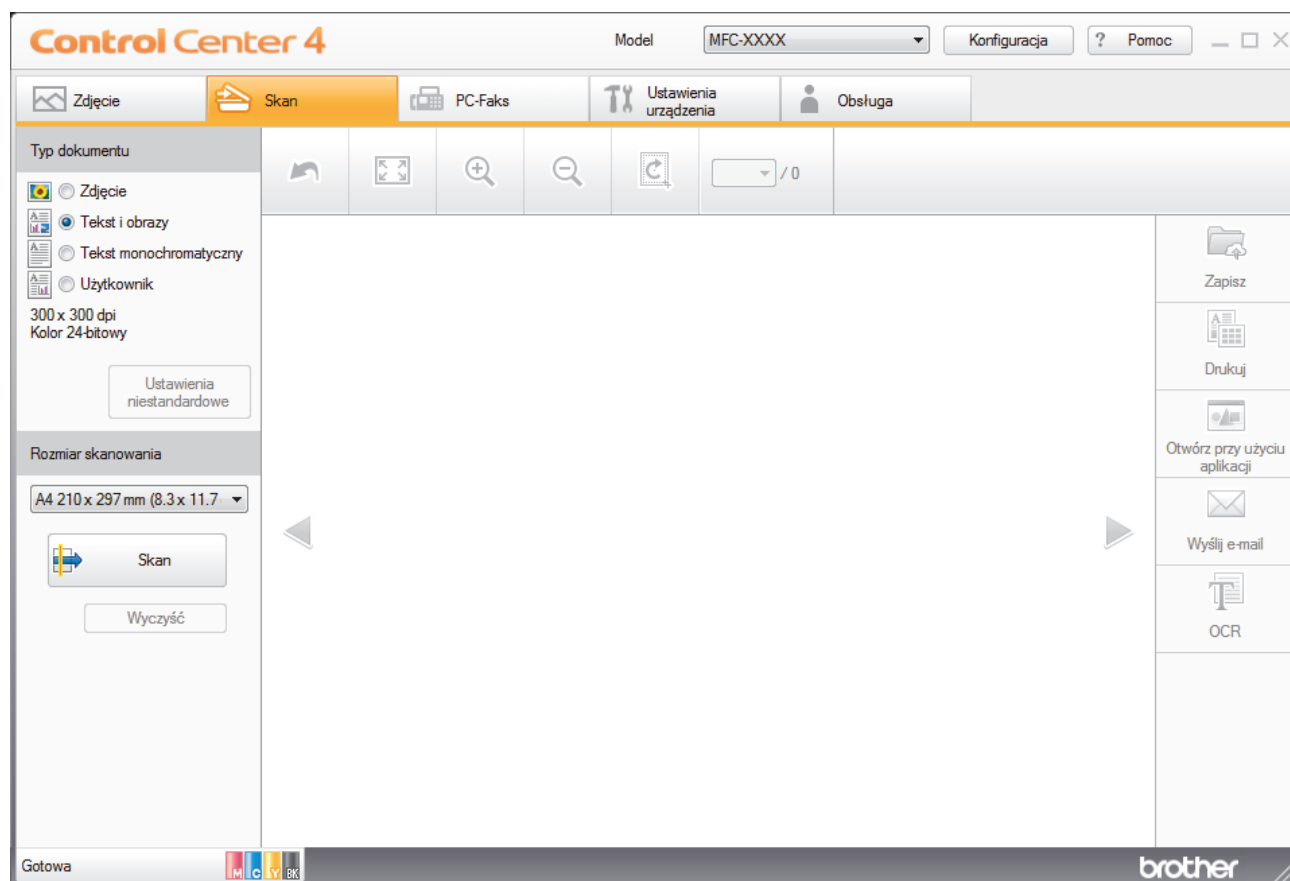 Control Center 4
Model
MFC-XXXX
Konfiguracja
? Pomoc
Zdjęcie
Skan
PC-Faks
Ustawienia
urządzenia
Obsługa
Typ dokumentu
Zdjęcie
Tekst i obrazy
Tekst monochromatyczny
Użytkownik
300 x 300 dpi
Kolor 24-bitowy
Ustawienia
niestandardowe
Rozmiar skanowania
A4 210 x 297 mm (8.3 x 11.7
Skan
Wyczyść
/ 0
Zapisz
Drukuj
Otwórz przy użyciu
aplikacji
Wyślij e-mail
OCR
Gotowa
M C Y BK
brother